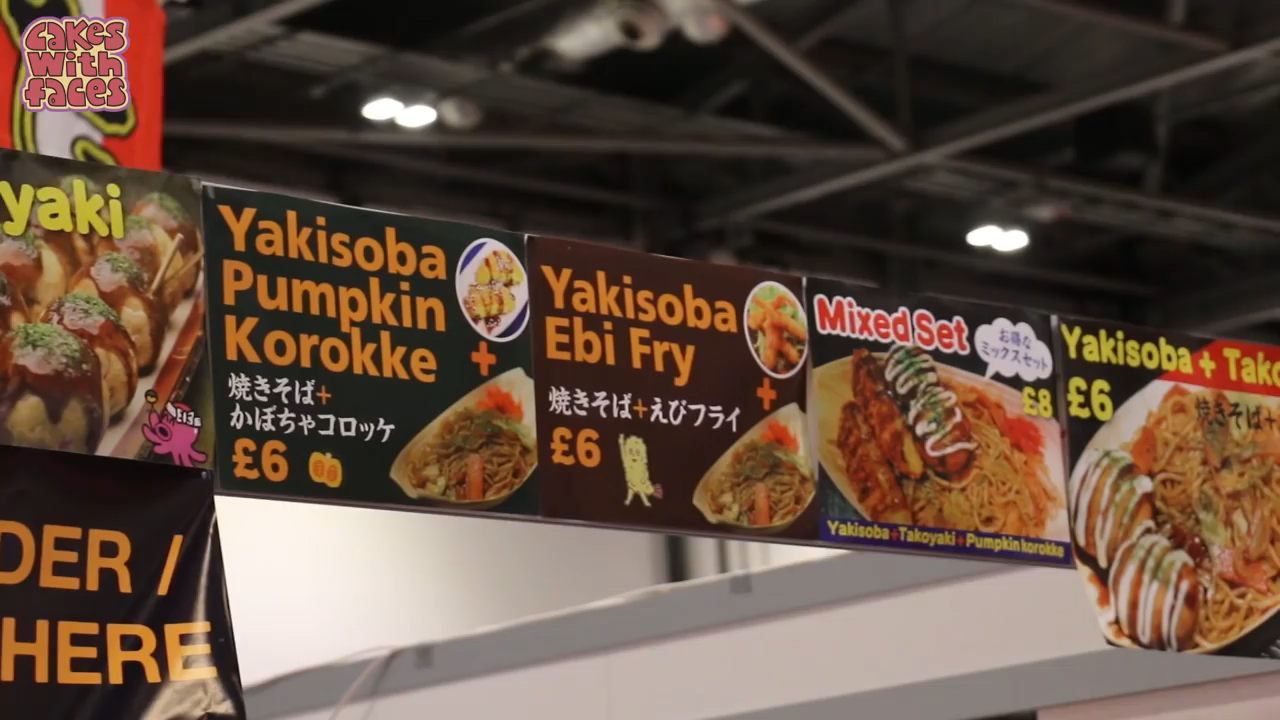 Cakes
With
faces
yaki
Yakisoba
Pumpkin
Korokke
焼きそば+
かぼちゃコロッケ
£6
+
Yakisoba
Ebi Fry
焼きそば+えびフライ
£6
+
Mixed Set
お得な
ミックスセット
£8
Yakisoba+Takoyaki+Pumpkin korokke
Yakisoba + Tako
£6
焼きそば+
DER /
HERE